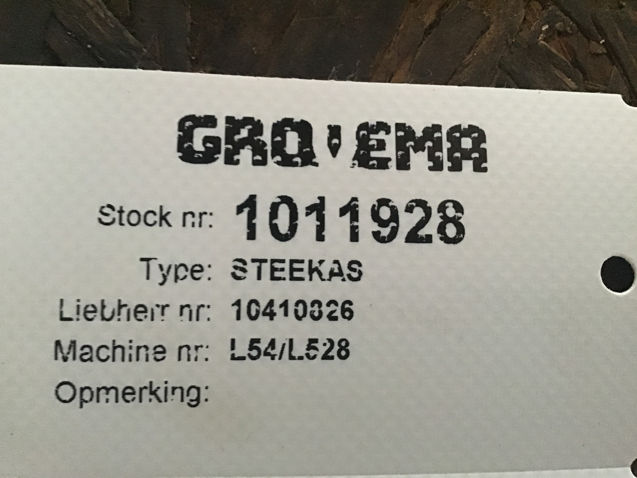 GRO EMA
Stock nr: 1011928
Type: STEEKAS
Liebherr nr: 10410826
Machine nr: L54/L528
Opmerking: